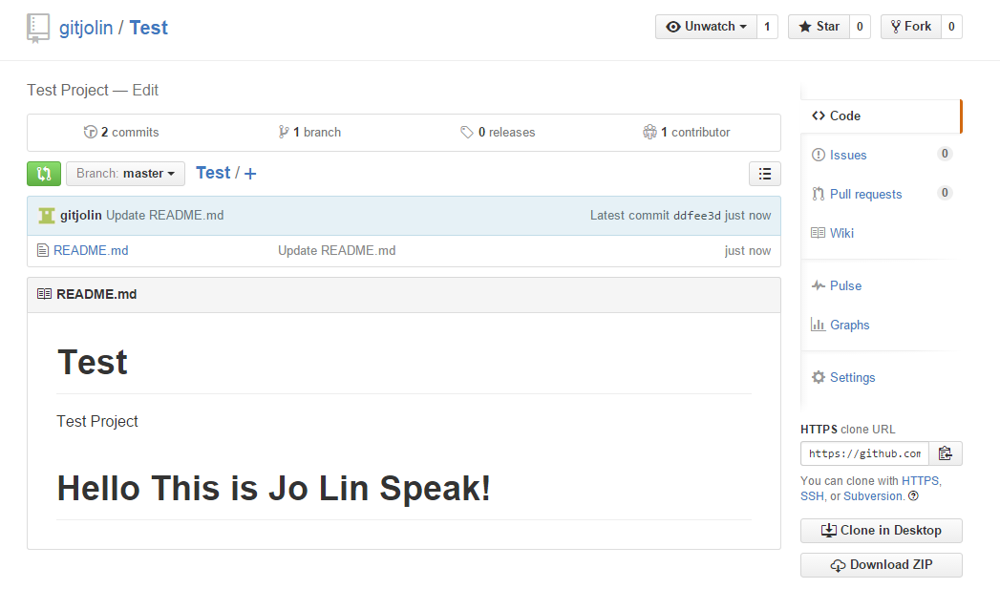 gitjolin / Test
Unwatch 1 Star 0 Fork 0
Test Project — Edit
2 commits 1 branch 0 releases 1 contributor
Branch: master Test / +
gitjolin Update README.md Latest commit ddfee3d just now
README.md Update README.md just now
README.md
Test
Test Project
Hello This is Jo Lin Speak!
Code
Issues 0
Pull requests 0
Wiki
Pulse
Graphs
Settings
HTTPS clone URL
https://github.com
You can clone with HTTPS,
SSH, or Subversion.
Clone in Desktop
Download ZIP